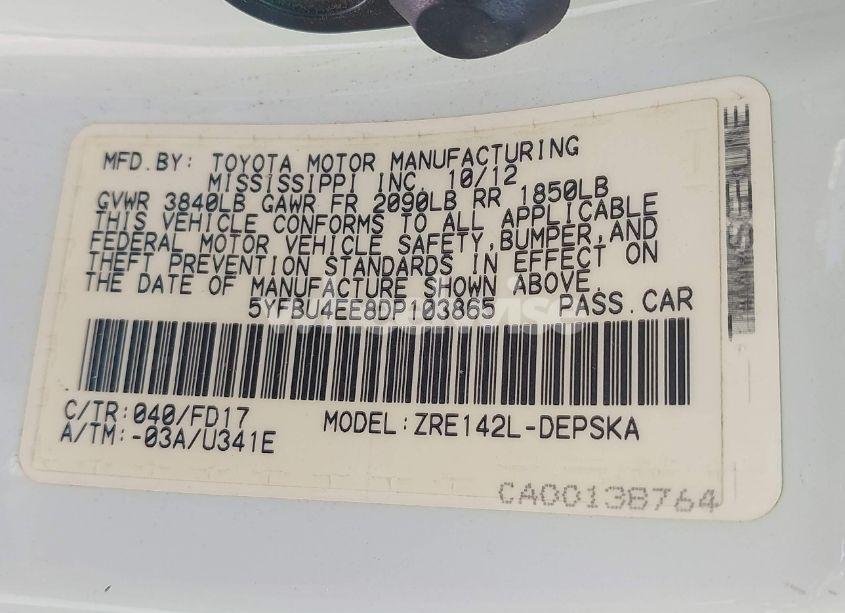 MFD.BY: TOYOTA MOTOR MANUFACTURING
MISSISSIPPI INC. 10/12
GVWR 3840LB GAWR FR 2090LB RR 1850LB
THIS VEHICLE CONFORMS TO ALL APPLICABLE
FEDERAL MOTOR VEHICLE SAFETY,BUMPER,AND
THEFT PREVENTION STANDARDS IN EFFECT ON
THE DATE OF MANUFACTURE SHOWN ABOVE.
5YFBU4EE8DP103865 PASS.CAR
C/TR:040/FD17 MODEL:ZRE142L-DEPSKA
A/TM:-03A/U341E
CA00138764